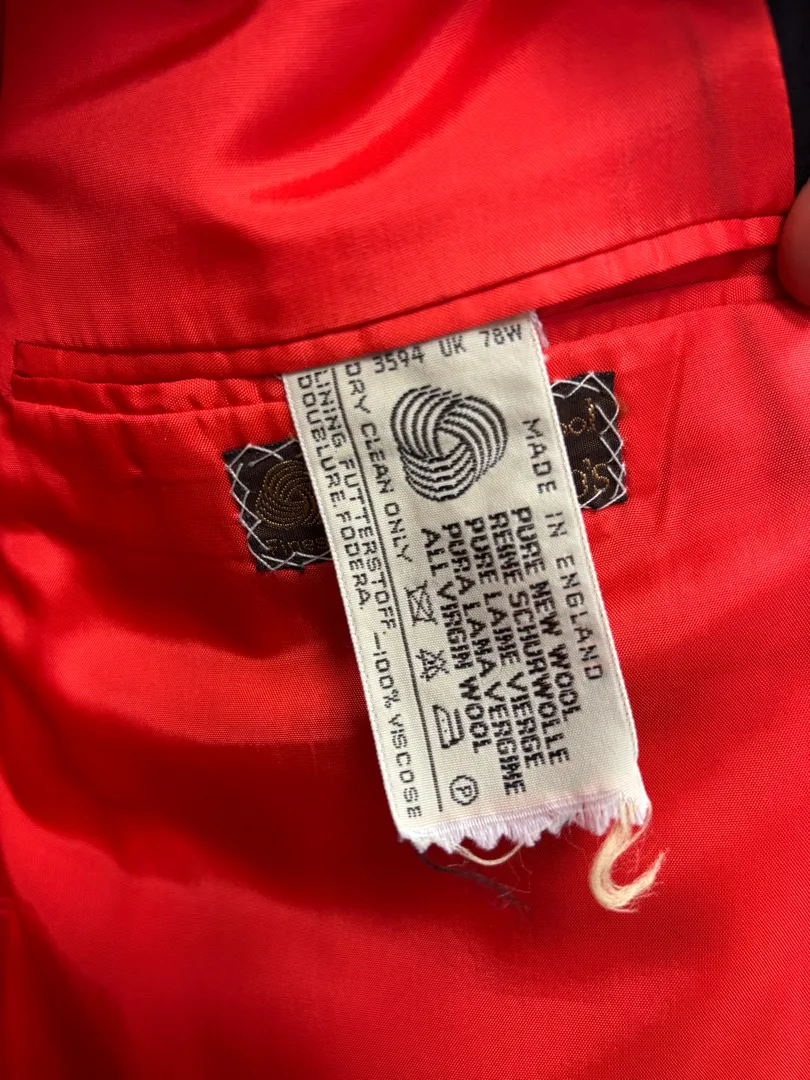 3594 UK 78W
MADE IN ENGLAND
PURE NEW WOOL
REINE SCHURWOLLE
PURE LAINE VIERGE
PURA LANA VERGINE
ALL VIRGIN WOOL
DRY CLEAN ONLY
P
LINING FUTTERSTOFF.—100% VISCOSE
DOUBLURE FODERA.